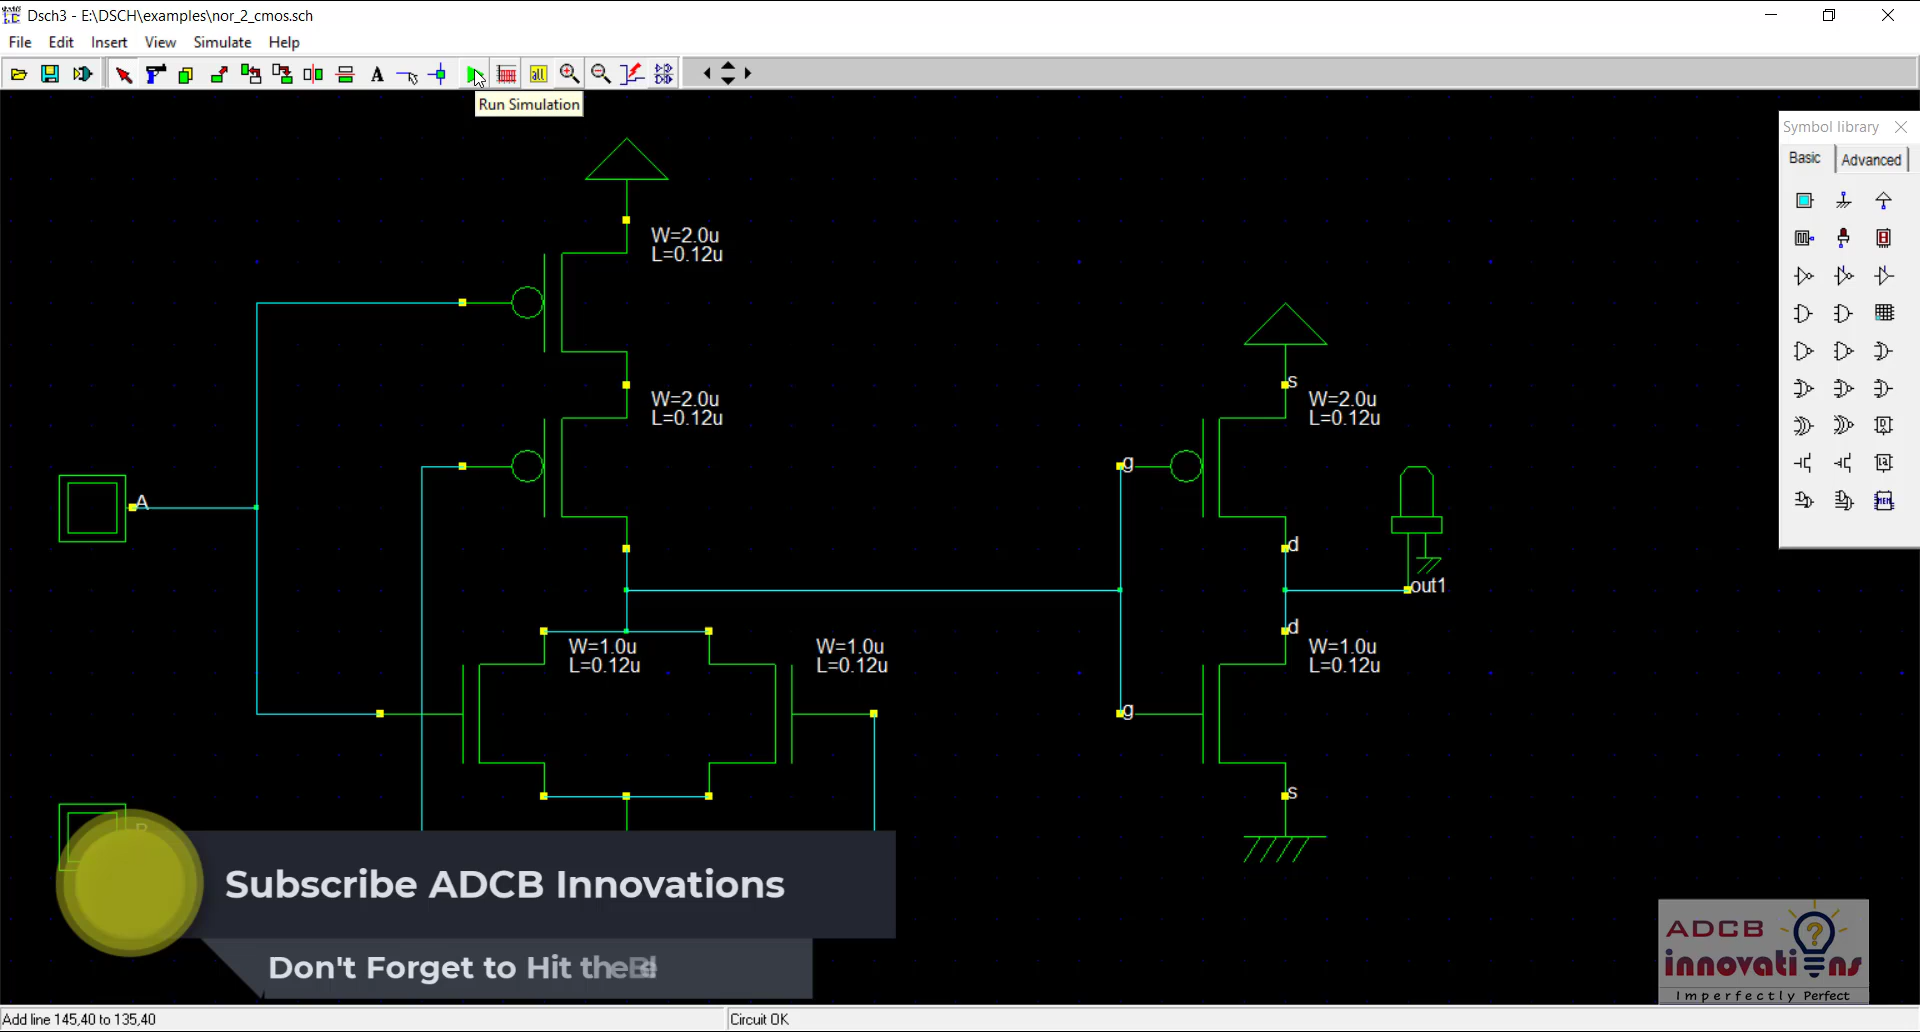 Dsch3 - E:\DSCH\examples\nor_2_cmos.sch
File Edit Insert View Simulate Help
A
all
Run Simulation
Symbol library
Basic Advanced
W=2.0u
L=0.12u
W=2.0u
L=0.12u
s
W=2.0u
L=0.12u
g
A
d
out1
d
W=1.0u
L=0.12u
W=1.0u
L=0.12u
W=1.0u
L=0.12u
g
s
Subscribe ADCB Innovations
Don't Forget to Hit the
ADCB
innovations
Imperfectly Perfect
Add line 145,40 to 135,40
Circuit OK